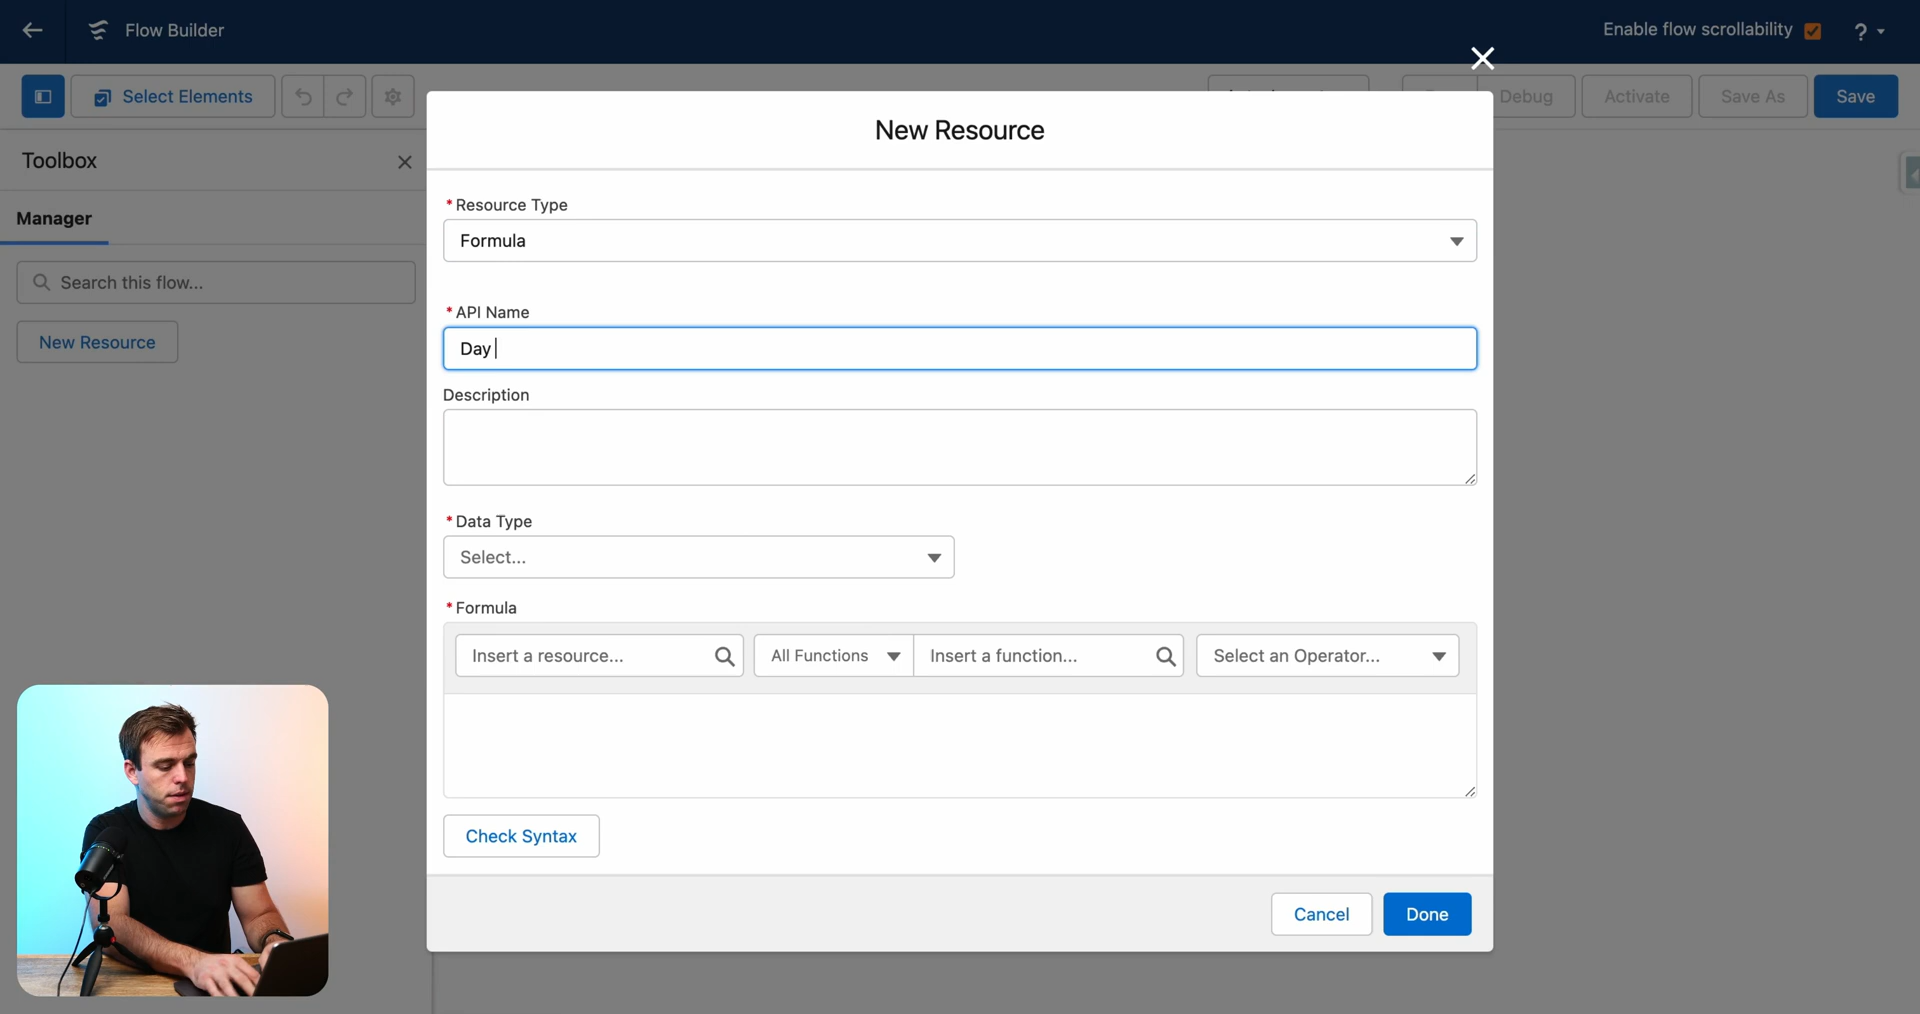 Flow Builder
Enable flow scrollability
?
Select Elements
Debug
Activate
Save As
Save
Toolbox
Manager
Search this flow...
New Resource
New Resource
* Resource Type
Formula
* API Name
Day
Description
* Data Type
Select...
* Formula
Insert a resource...
All Functions
Insert a function...
Select an Operator...
Check Syntax
Cancel
Done